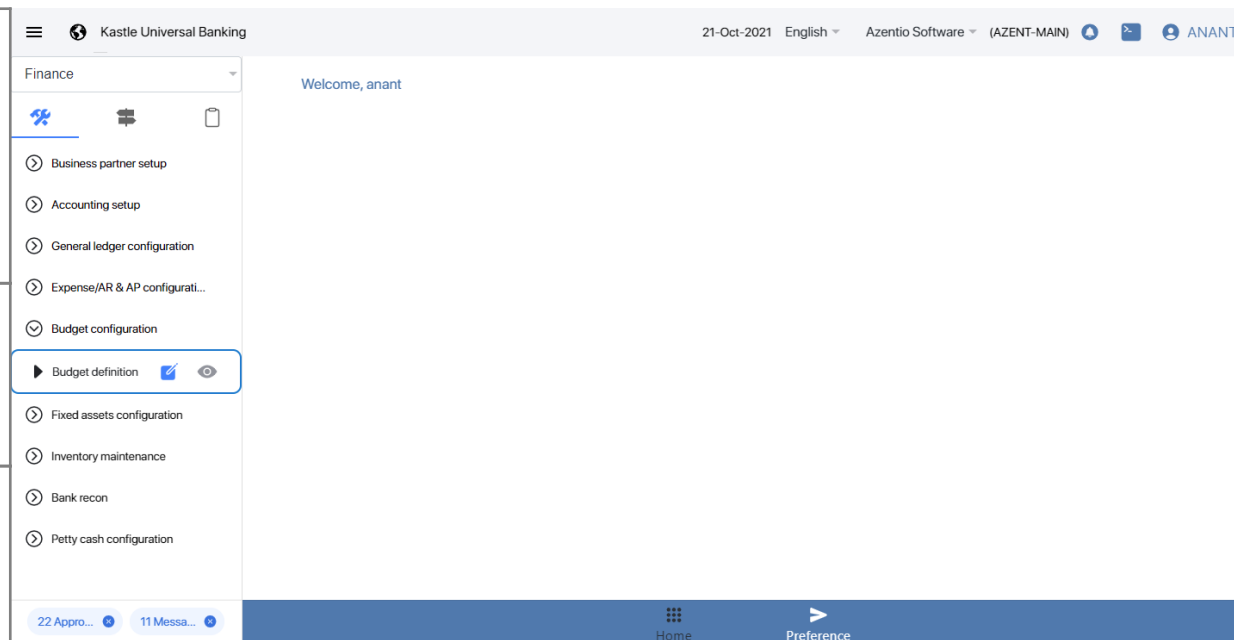 Kastle Universal Banking
21-Oct-2021 English Azentio Software (AZENT-MAIN) ANANT
Finance
Welcome, anant
Business partner setup
Accounting setup
General ledger configuration
Expense/AR & AP configurati...
Budget configuration
Budget definition
Fixed assets configuration
Inventory maintenance
Bank recon
Petty cash configuration
22 Appro... 11 Messa...
Home Preference